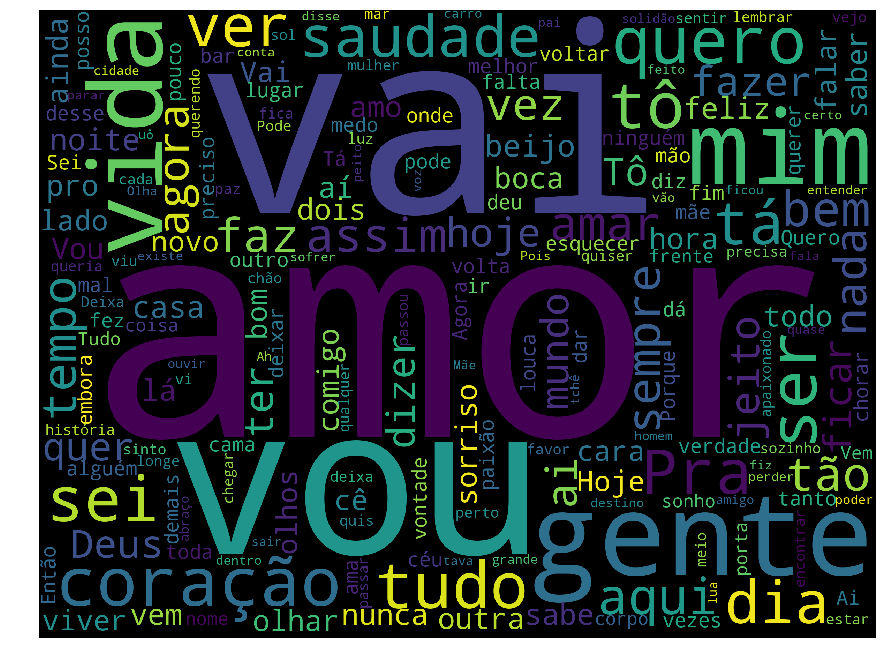 disse mar carro pai solidão sentir lembrar vejo
ainda vida ver bar conta sol saudade voltar quero
posso mulher melhor feito falar saber
cidade pouco Vai lugar falta tô fazer
parar querendo fica amo onde vez feliz querer certo
desse uô Pode medo luz beijo ninguém mim
noite agora vai Tá peito pode Tô mão
Sei cada preciso paz aí voz boca diz vão ficou entender
pro Olha dois deu fim mãe tá bem
lado novo faz assim hoje amar hora Quero
Vou viu existe outro sofrer esquecer Pois quiser frente precisa fala nada
queria mal chão volta ir
tempo Deixa casa bom Agora mundo sempre dá todo
fez coisa deixar passou quase
Tudo ter amor louca dar Porque jeito ser ficar
embora ouvir Ah comigo Mãe tchê apaixonado chorar
lá vi qualquer dizer
história sorriso homem
quer sinto cama vou paixão favor cara verdade sozinho Vem
alguém longe chegar deixa vontade ai Pra fiz tão
sei demais olhos cê perto Hoje sonho perder tanto poder
abraço quis destino amigo
Deus toda sair gente
Então dentro ama céu tava grande meio porta
coração passar tudo aqui lua encontrar dia Ai
viver vem nome olhar nunca outra sabe corpo vezes estar